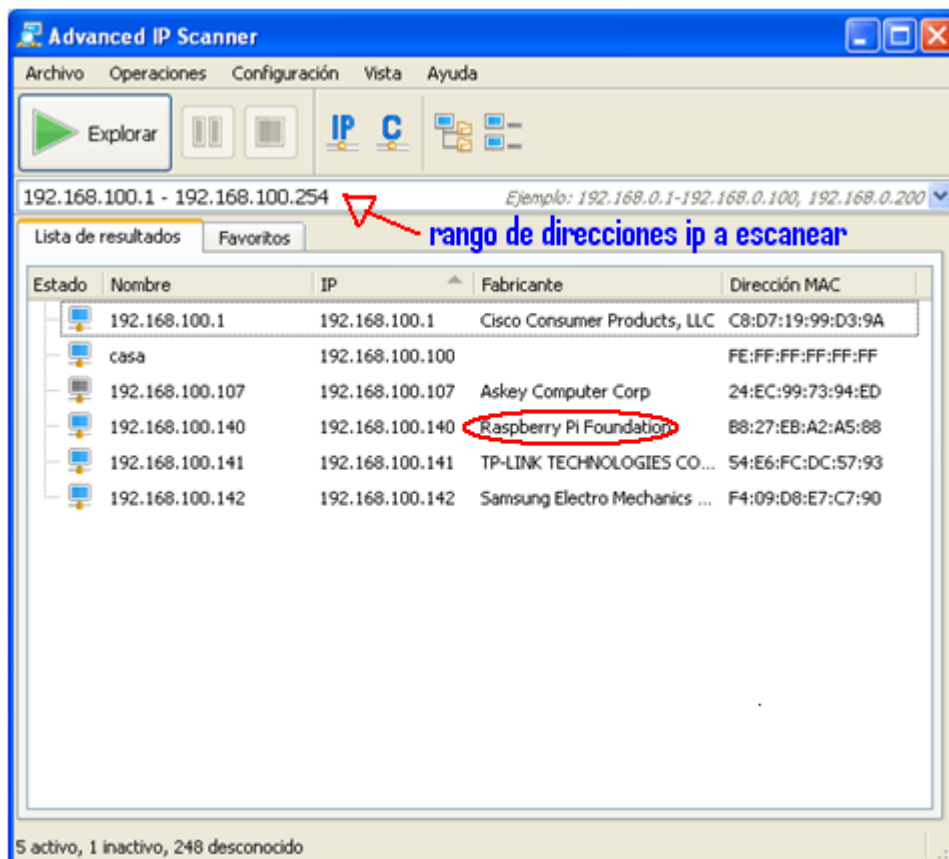 Advanced IP Scanner
Archivo Operaciones Configuración Vista Ayuda
Explorar IP C
192.168.100.1 - 192.168.100.254 Ejemplo: 192.168.0.1-192.168.0.100, 192.168.0.200
rango de direcciones ip a escanear
Lista de resultados Favoritos
Estado Nombre IP Fabricante Dirección MAC
192.168.100.1 192.168.100.1 Cisco Consumer Products, LLC C8:D7:19:99:D3:9A
casa 192.168.100.100 FE:FF:FF:FF:FF:FF
192.168.100.107 192.168.100.107 Askey Computer Corp 24:EC:99:73:94:ED
192.168.100.140 192.168.100.140 Raspberry Pi Foundation B8:27:EB:A2:A5:88
192.168.100.141 192.168.100.141 TP-LINK TECHNOLOGIES CO... 54:E6:FC:DC:57:93
192.168.100.142 192.168.100.142 Samsung Electro Mechanics ... F4:09:D8:E7:C7:90
5 activo, 1 inactivo, 248 desconocido